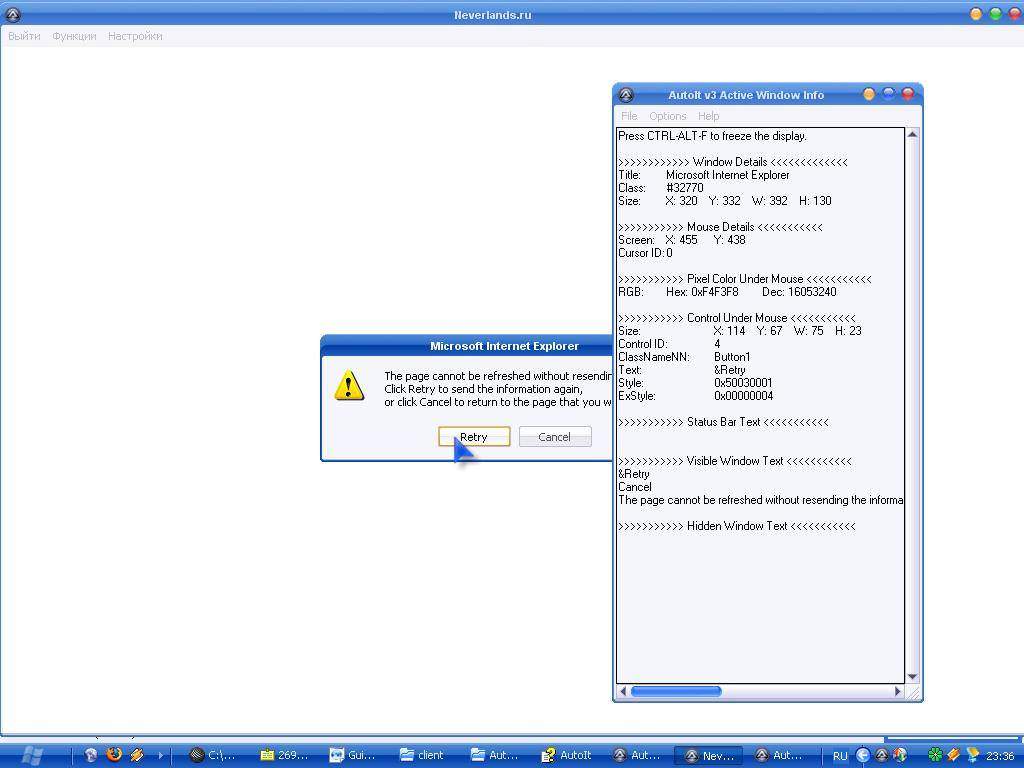 Neverlands.ru
Выйти Функции Настройки
AutoIt v3 Active Window Info
File Options Help
Press CTRL-ALT-F to freeze the display.
>>>>>>>>>>>> Window Details <<<<<<<<<<<<<
Title: Microsoft Internet Explorer
Class: #32770
Size: X: 320 Y: 332 W: 392 H: 130
>>>>>>>>>>> Mouse Details <<<<<<<<<<<
Screen: X: 455 Y: 438
Cursor ID: 0
>>>>>>>>>>> Pixel Color Under Mouse <<<<<<<<<<<
RGB: Hex: 0xF4F3F8 Dec: 16053240
>>>>>>>>>>> Control Under Mouse <<<<<<<<<<<
Size: X: 114 Y: 67 W: 75 H: 23
Control ID: 4
ClassNameNN: Button1
Text: &Retry
Style: 0x50030001
ExStyle: 0x00000004
>>>>>>>>>>> Status Bar Text <<<<<<<<<<<
>>>>>>>>>>> Visible Window Text <<<<<<<<<<<
&Retry
Cancel
The page cannot be refreshed without resending the informa
>>>>>>>>>>> Hidden Window Text <<<<<<<<<<<
Microsoft Internet Explorer
The page cannot be refreshed without resendin
Click Retry to send the information again,
or click Cancel to return to the page that you w
Retry Cancel
C:\... 269... Gui... client Aut... AutoIt Aut... Nev... Aut... RU 23:36